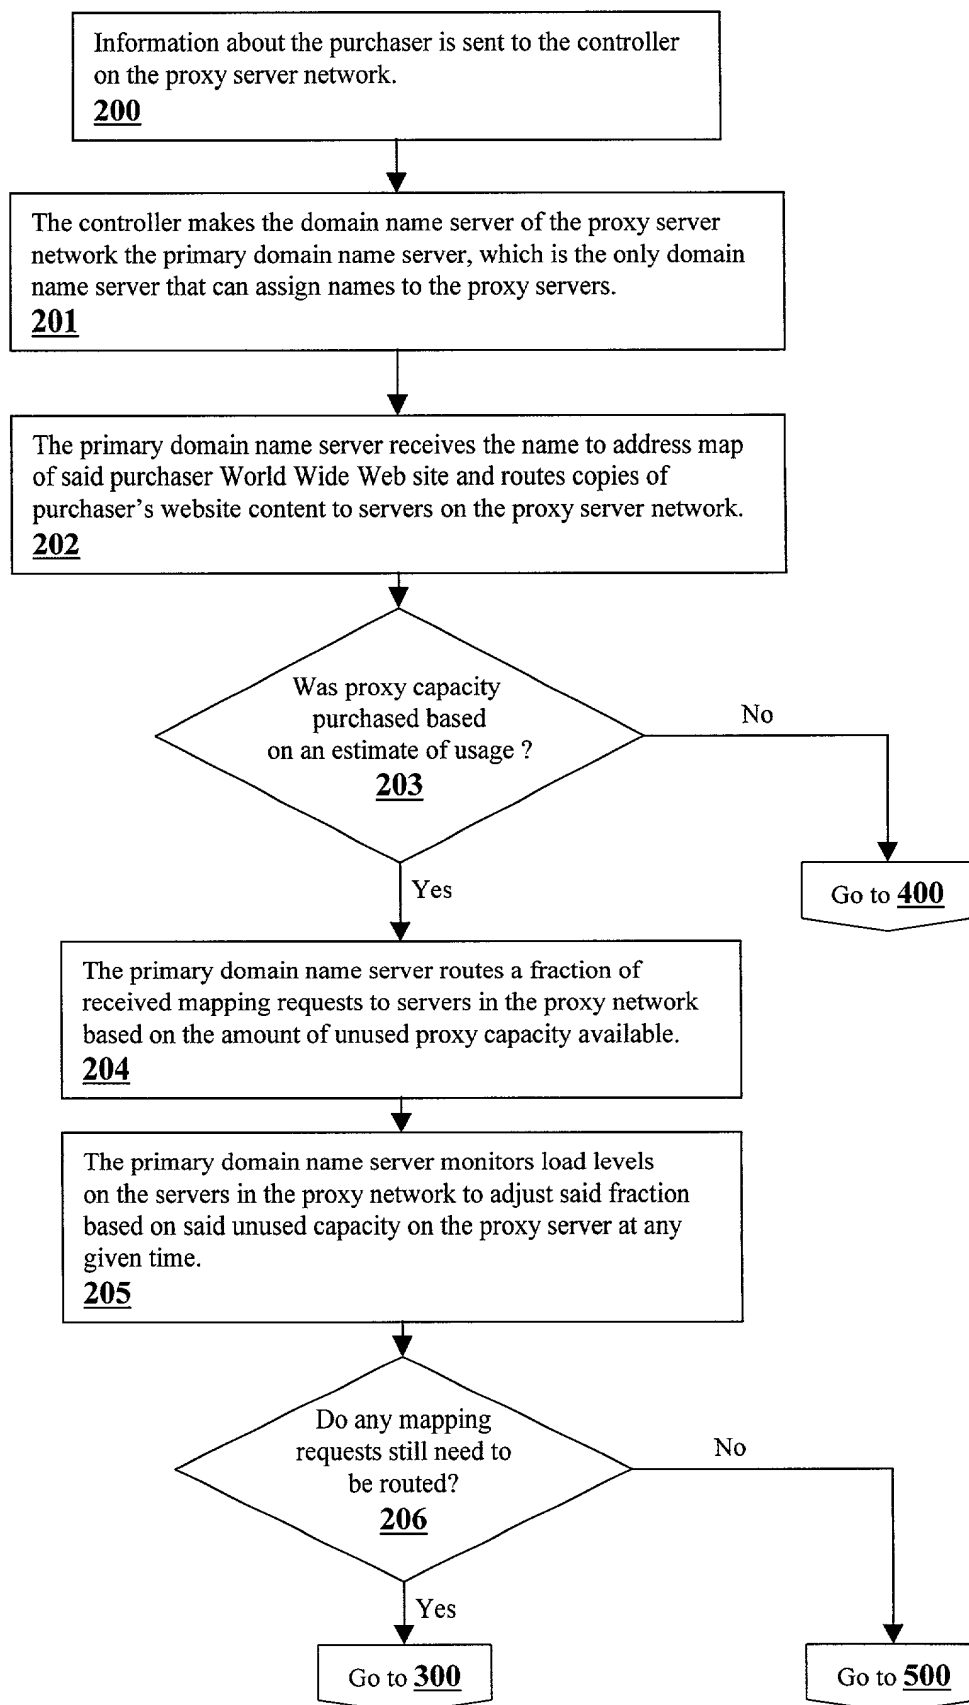 Information about the purchaser is sent to the controller
on the proxy server network.
200
The controller makes the domain name server of the proxy server
network the primary domain name server, which is the only domain
name server that can assign names to the proxy servers.
201
The primary domain name server receives the name to address map
of said purchaser World Wide Web site and routes copies of
purchaser's website content to servers on the proxy server network.
202
Was proxy capacity
purchased based
on an estimate of usage ?
203
No
Go to 400
Yes
The primary domain name server routes a fraction of
received mapping requests to servers in the proxy network
based on the amount of unused proxy capacity available.
204
The primary domain name server monitors load levels
on the servers in the proxy network to adjust said fraction
based on said unused capacity on the proxy server at any
given time.
205
Do any mapping
requests still need to
be routed?
206
No
Yes
Go to 300
Go to 500